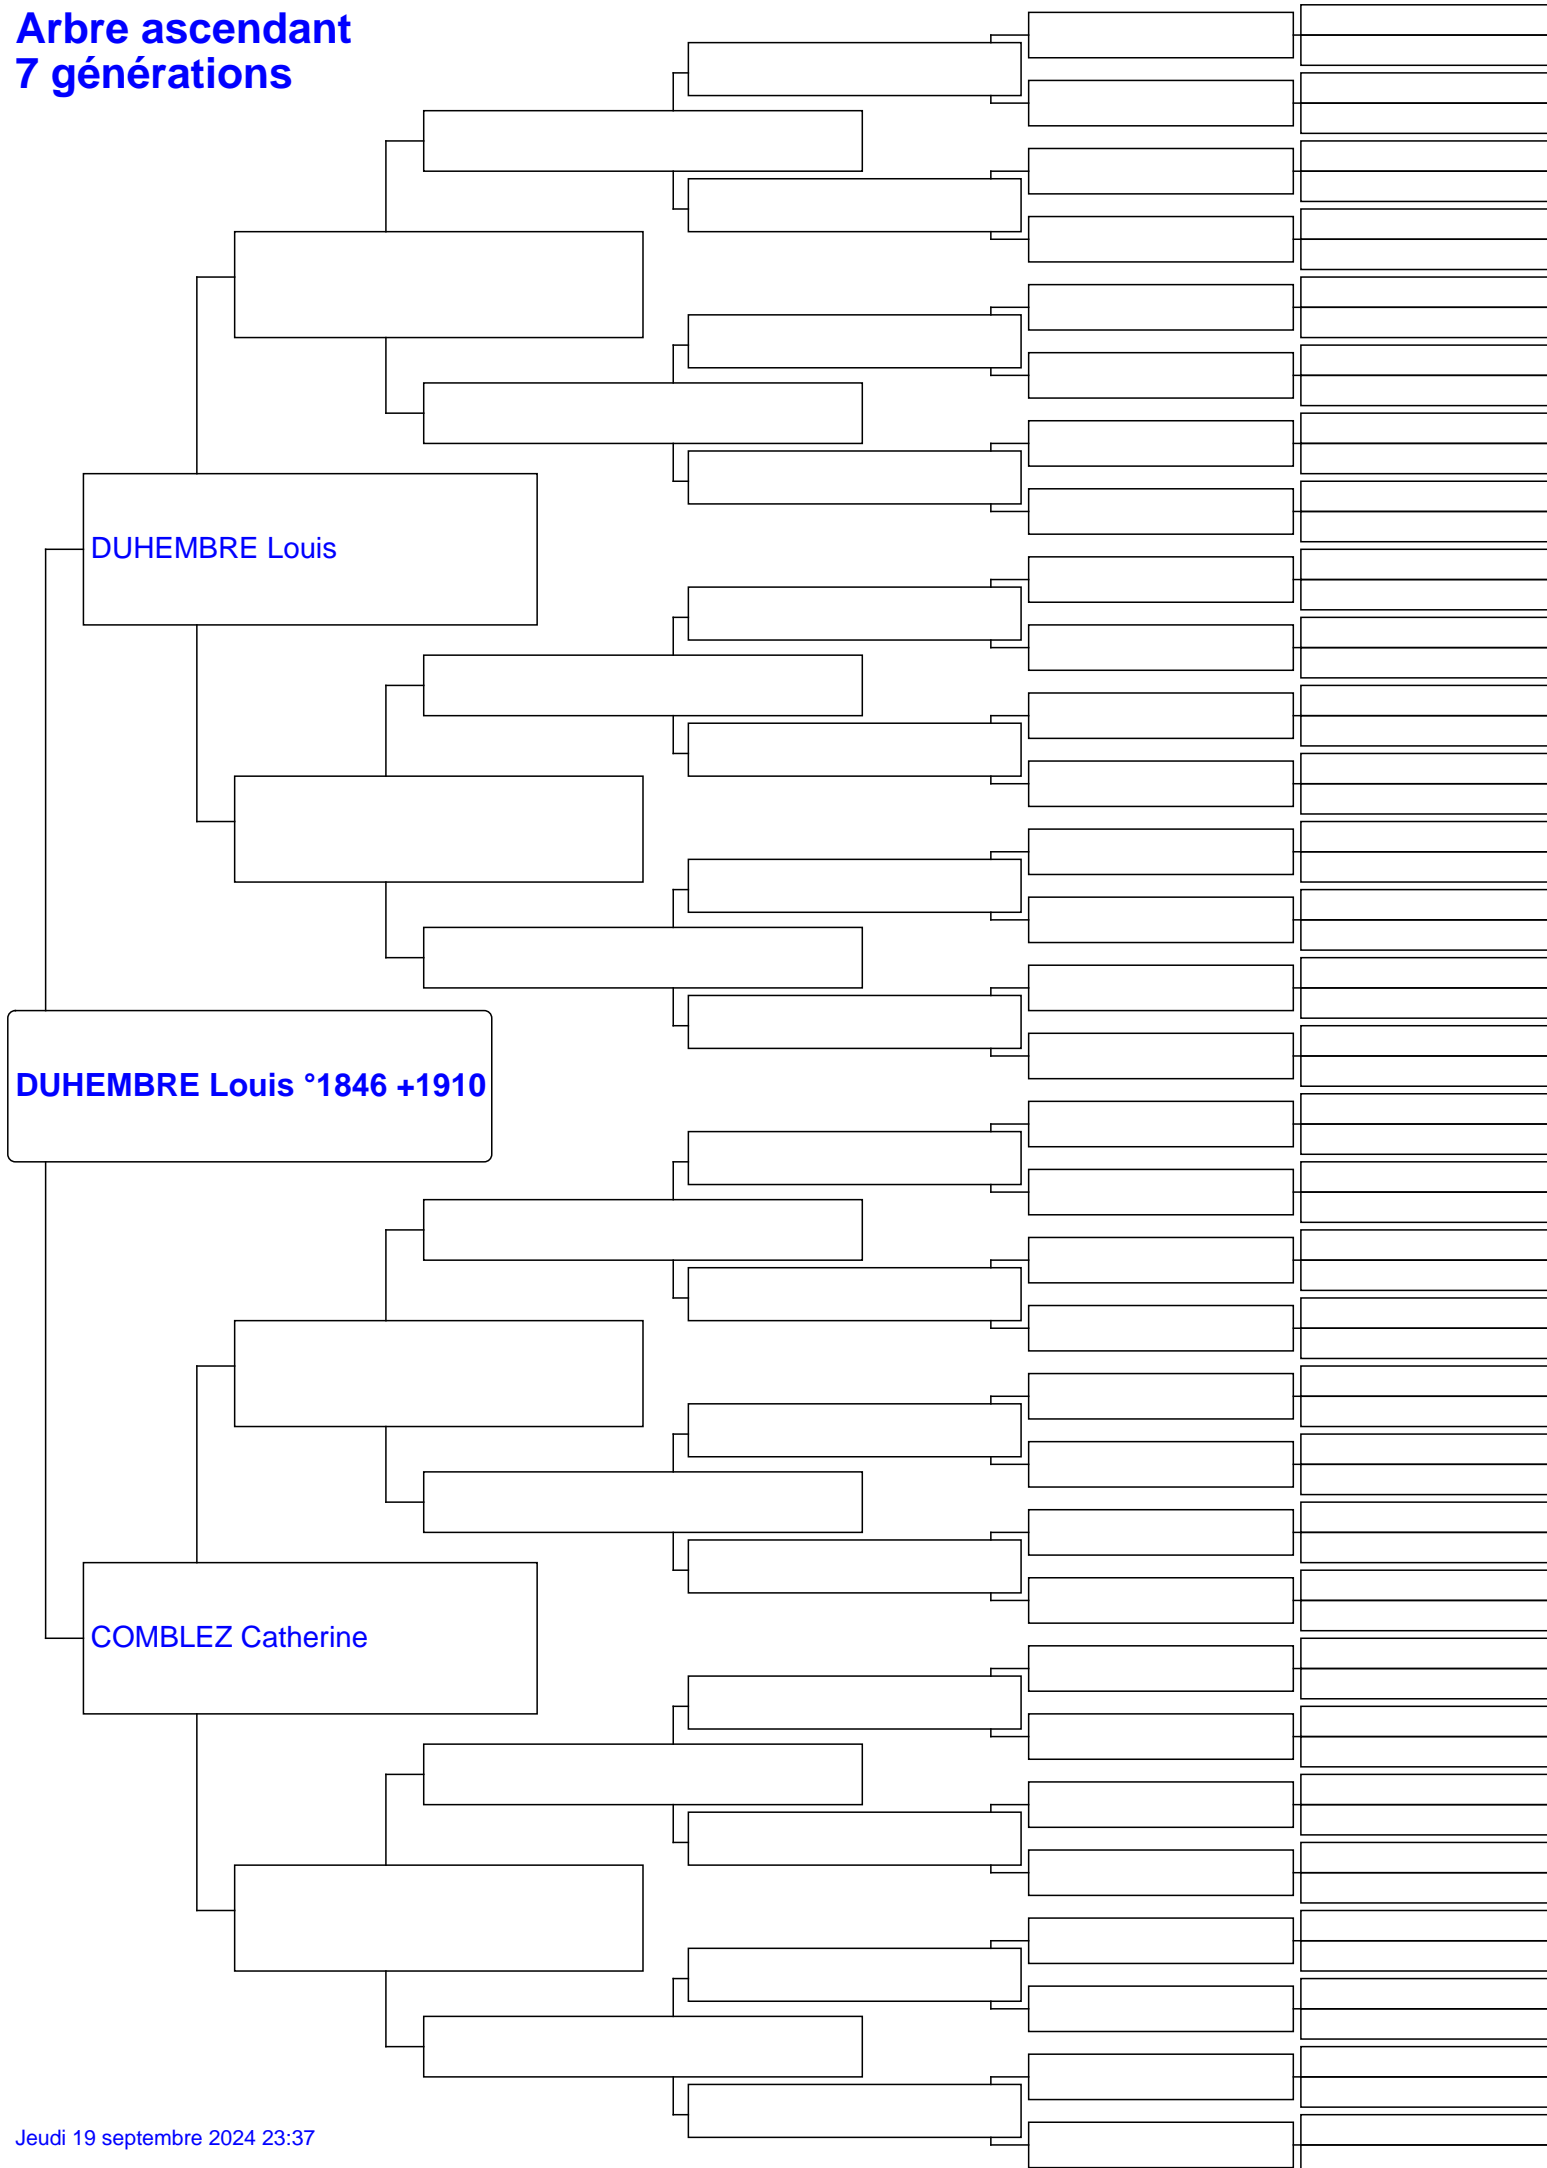 Arbre ascendant
7 générations
DUHEMBRE Louis
DUHEMBRE Louis °1846 +1910
COMBLEZ Catherine
Jeudi 19 septembre 2024 23:37